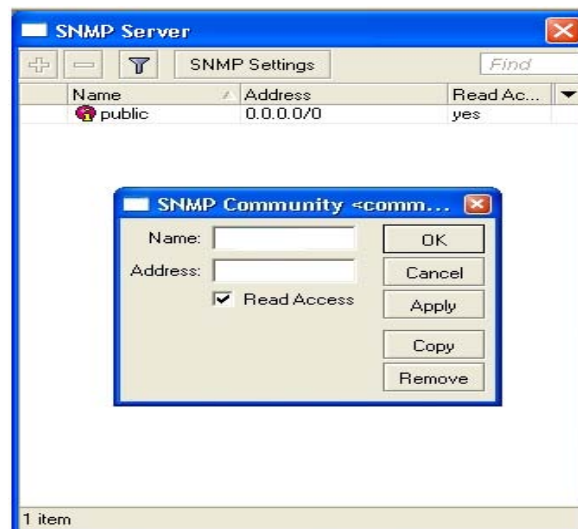 SNMP Server
SNMP Settings
Find
Name Address Read Ac...
public 0.0.0.0/0 yes
SNMP Community <comm...
Name:
OK
Address:
Cancel
Read Access
Apply
Copy
Remove
1 item